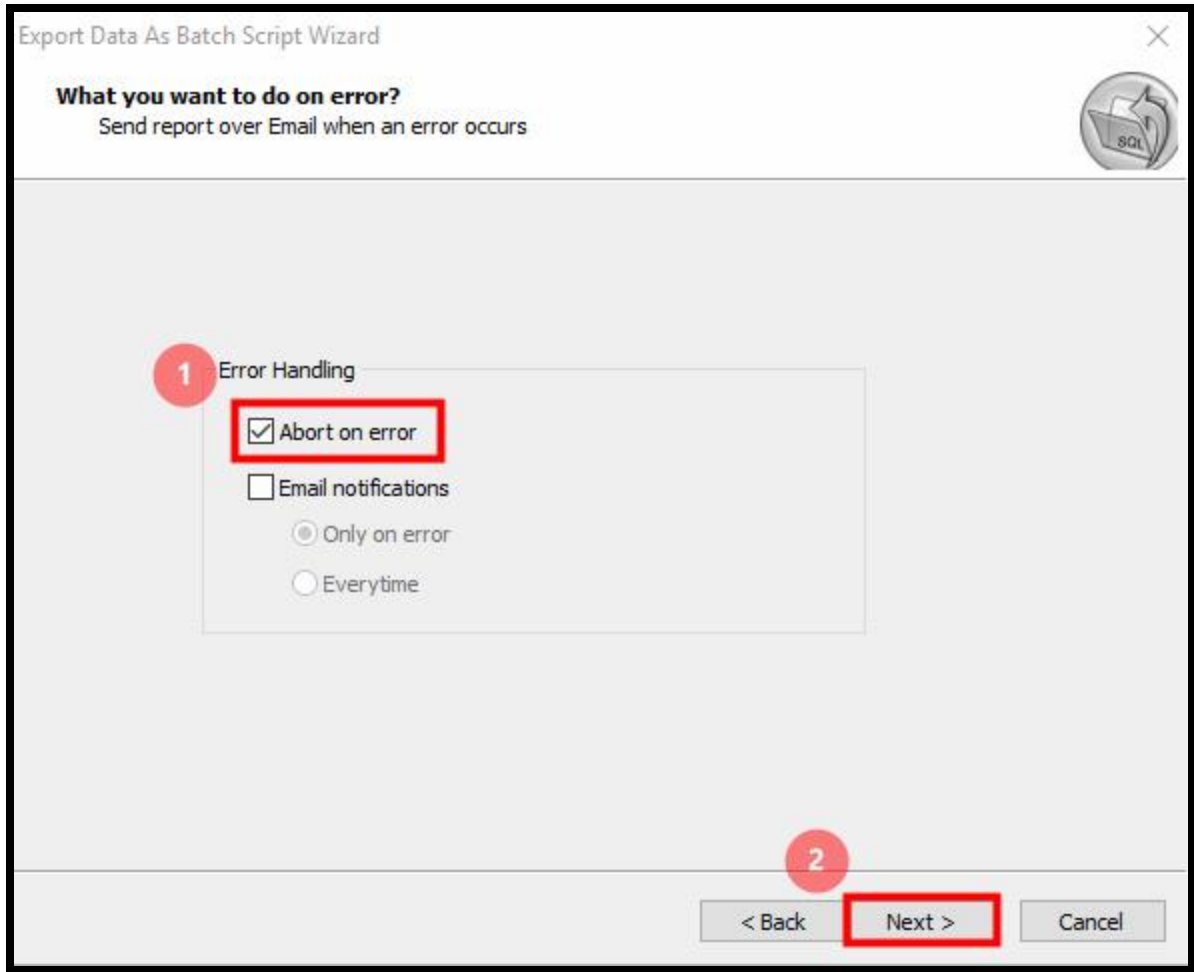 Export Data As Batch Script Wizard
What you want to do on error?
Send report over Email when an error occurs
SQL
1
Error Handling
Abort on error
Email notifications
Only on error
Everytime
2
< Back
Next >
Cancel